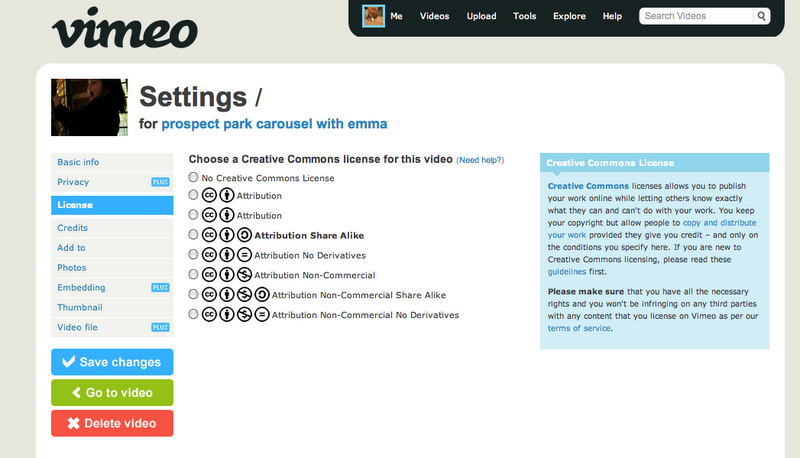 vimeo
Me Videos Upload Tools Explore Help Search Videos
Settings /
for prospect park carousel with emma
Basic info
Privacy PLUS
License
Credits
Add to
Photos
Embedding PLUS
Thumbnail
Video file PLUS
Save changes
Go to video
Delete video
Choose a Creative Commons license for this video (Need help?)
No Creative Commons License
cc Attribution
cc Attribution
cc Attribution Share Alike
cc = Attribution No Derivatives
cc $ Attribution Non-Commercial
cc $ Attribution Non-Commercial Share Alike
cc $ = Attribution Non-Commercial No Derivatives
Creative Commons License
Creative Commons licenses allows you to publish
your work online while letting others know exactly
what they can and can't do with your work. You keep
your copyright but allow people to copy and distribute
your work provided they give you credit – and only on
the conditions you specify here. If you are new to
Creative Commons licensing, please read these
guidelines first.
Please make sure that you have all the necessary
rights and you won't be infringing on any third parties
with any content that you license on Vimeo as per our
terms of service.